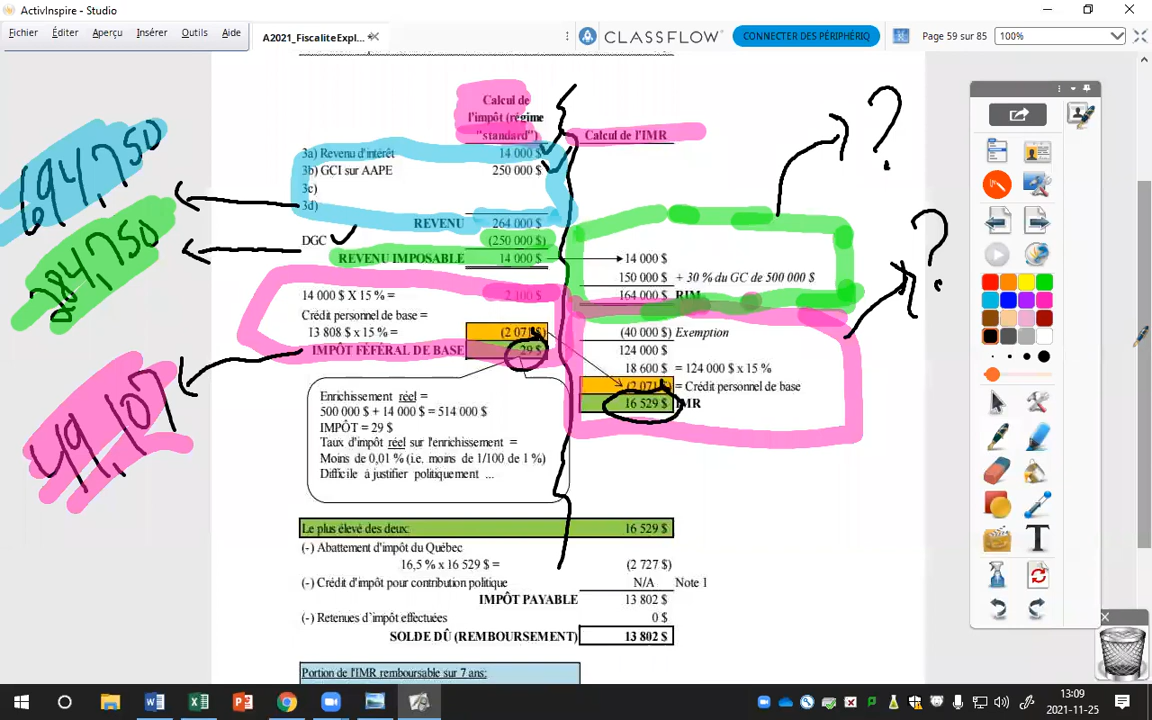 ActivInspire - Studio
Fichier Éditer Aperçu Insérer Outils Aide
A2021_FiscaliteExpl...
CLASSFLOW
CONNECTER DES PÉRIPHÉRIQ
Page 59 sur 85
100%
Calcul de
l'impôt (régime
"standard")
Calcul de l'IMR
3a) Revenu d'intérêt 14 000 $
3b) GCI sur AAPE 250 000 $
3c)
3d)
REVENU 264 000 $
DGC (250 000 $)
REVENU IMPOSABLE 14 000 $ 14 000 $
150 000 $ + 30 % du GC de 500 000 $
164 000 $ RIM
14 000 $ X 15 % = 2 100 $
Crédit personnel de base =
13 808 $ x 15 % = (2 071 $) (40 000 $) Exemption
IMPÔT FÉFÉRAL DE BASE 29 $ 124 000 $
18 600 $ = 124 000 $ x 15 %
(2 071 $) = Crédit personnel de base
16 529 $ IMR
Enrichissement réel =
500 000 $ + 14 000 $ = 514 000 $
IMPÔT = 29 $
Taux d'impôt réel sur l'enrichissement =
Moins de 0,01 % (i.e. moins de 1/100 de 1 %)
Difficile à justifier politiquement ...
Le plus élevé des deux: 16 529 $
(-) Abattement d'impôt du Québec
16,5 % x 16 529 $ = (2 727 $)
(-) Crédit d'impôt pour contribution politique N/A Note 1
IMPÔT PAYABLE 13 802 $
(-) Retenues d'impôt effectuées 0 $
SOLDE DÛ (REMBOURSEMENT) 13 802 $
Portion de l'IMR remboursable sur 7 ans:
694,750
284,750
49,107
?
?
T
13:09
2021-11-25